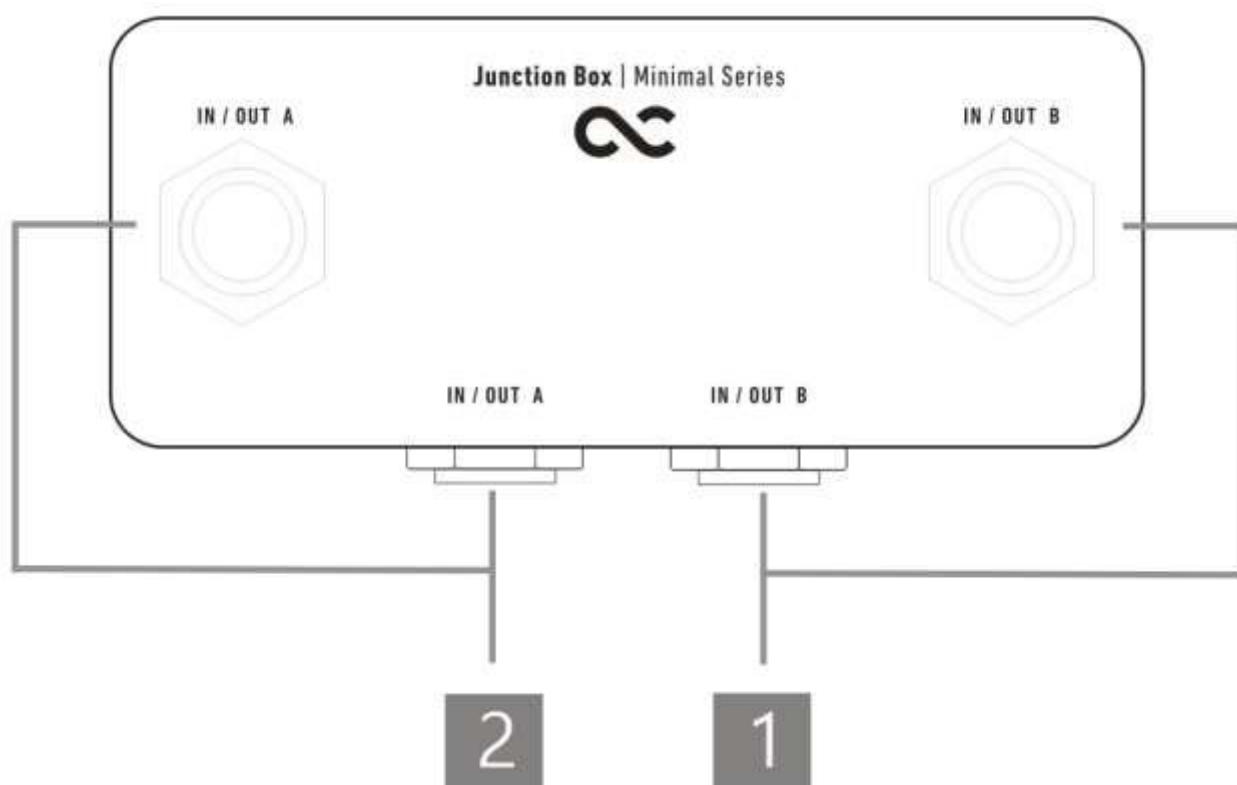 Junction Box | Minimal Series
IN / OUT A
IN / OUT B
IN / OUT A
IN / OUT B
2
1